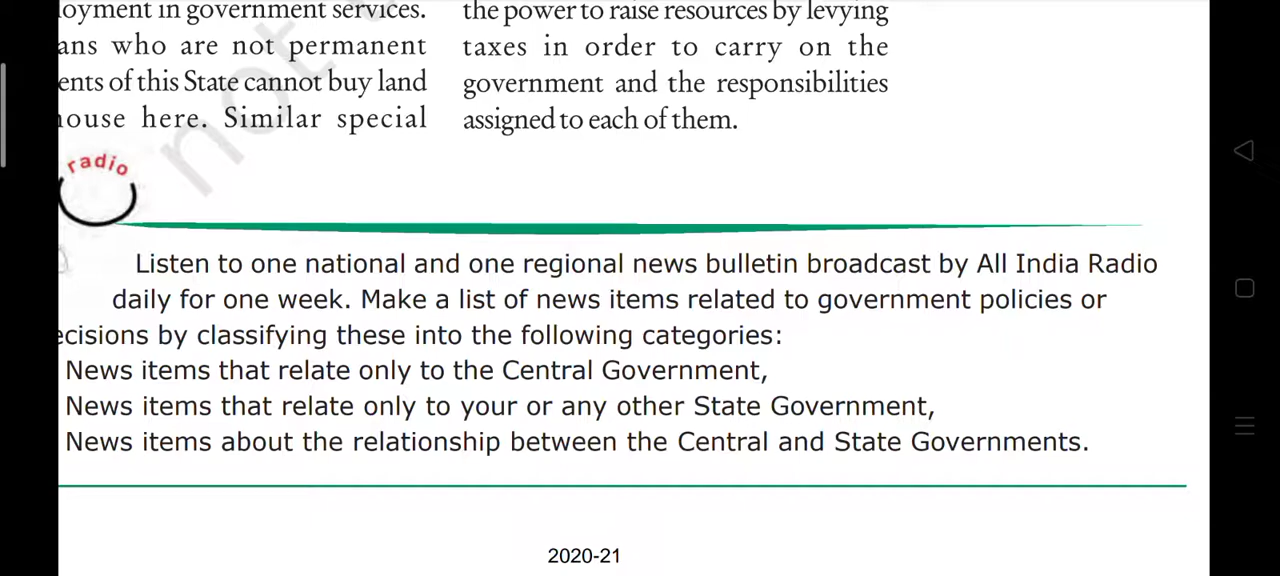 loyment in government services.
ans who are not permanent
ents of this State cannot buy land
house here. Similar special
the power to raise resources by levying
taxes in order to carry on the
government and the responsibilities
assigned to each of them.
not
radio
Listen to one national and one regional news bulletin broadcast by All India Radio
daily for one week. Make a list of news items related to government policies or
ecisions by classifying these into the following categories:
News items that relate only to the Central Government,
News items that relate only to your or any other State Government,
News items about the relationship between the Central and State Governments.
2020-21